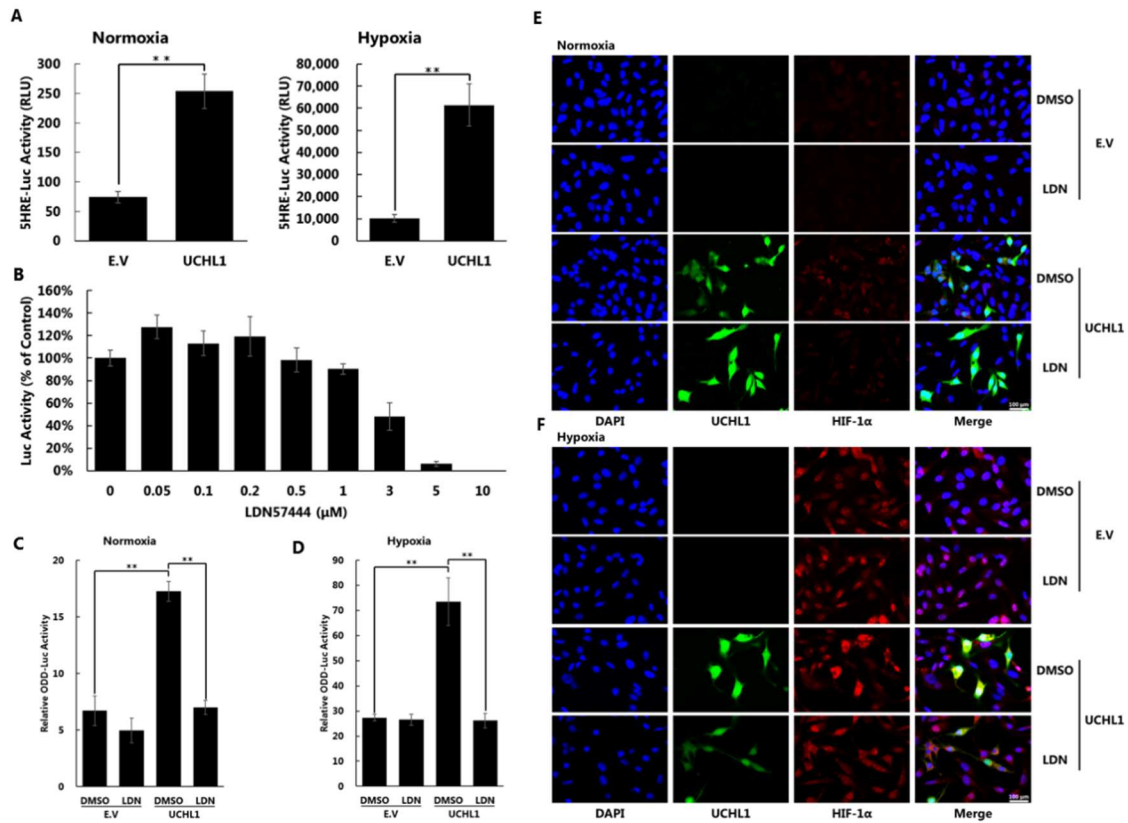 A
Normoxia
Hypoxia
5HRE-Luc Activity (RLU)
300
250
200
150
100
50
0
**
E.V UCHL1
5HRE-Luc Activity (RLU)
80,000
70,000
60,000
50,000
40,000
30,000
20,000
10,000
0
**
E.V UCHL1
B
Luc Activity (% of Control)
160%
140%
120%
100%
80%
60%
40%
20%
0%
0 0.05 0.1 0.2 0.5 1 3 5 10
LDN57444 (μM)
C
Normoxia
Relative ODD-Luc Activity
20
15
10
5
0
** **
DMSO LDN DMSO LDN
E.V UCHL1
D
Hypoxia
Relative ODD-Luc Activity
90
80
70
60
50
40
30
20
10
0
** **
DMSO LDN DMSO LDN
E.V UCHL1
E
Normoxia
DMSO
E.V
LDN
DMSO
UCHL1
LDN
100 μm
DAPI UCHL1 HIF-1α Merge
F
Hypoxia
DMSO
E.V
LDN
DMSO
UCHL1
LDN
100 μm
DAPI UCHL1 HIF-1α Merge